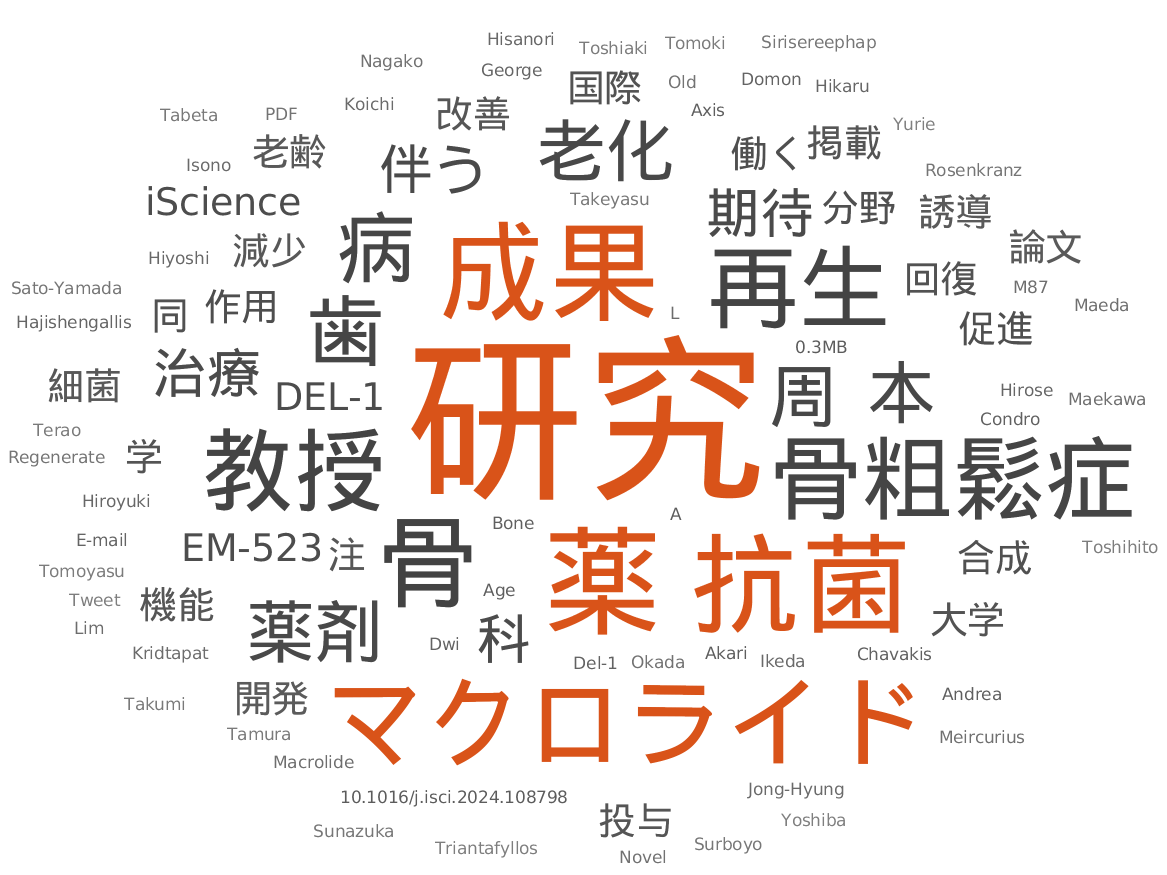 Hisanori
Toshiaki
Tomoki
Sirisereephap
Nagako
George
国際
Old
Domon
Hikaru
Koichi
改善
Axis
Tabeta
PDF
老化
働く
掲載
Yurie
老齢
伴う
Isono
Rosenkranz
iScience
Takeyasu
期待
分野
誘導
病
成果
論文
Hiyoshi
減少
再生
回復
M87
Sato-Yamada
作用
同
歯
L
Maeda
Hajishengallis
促進
研究
0.3MB
治療
細菌
DEL-1
周
本
Hirose
Maekawa
Condro
Terao
Regenerate
学
教授
骨粗鬆症
Hiroyuki
骨
Bone
A
E-mail
EM-523
注
薬
抗菌
合成
Toshihito
Tomoyasu
Tweet
機能
Age
大学
Lim
薬剤
Dwi
科
Kridtapat
Del-1
Okada
Akari
Ikeda
Chavakis
Takumi
開発
マクロライド
Andrea
Tamura
Meircurius
Macrolide
10.1016/j.isci.2024.108798
Jong-Hyung
Sunazuka
投与
Yoshiba
Triantafyllos
Novel
Surboyo